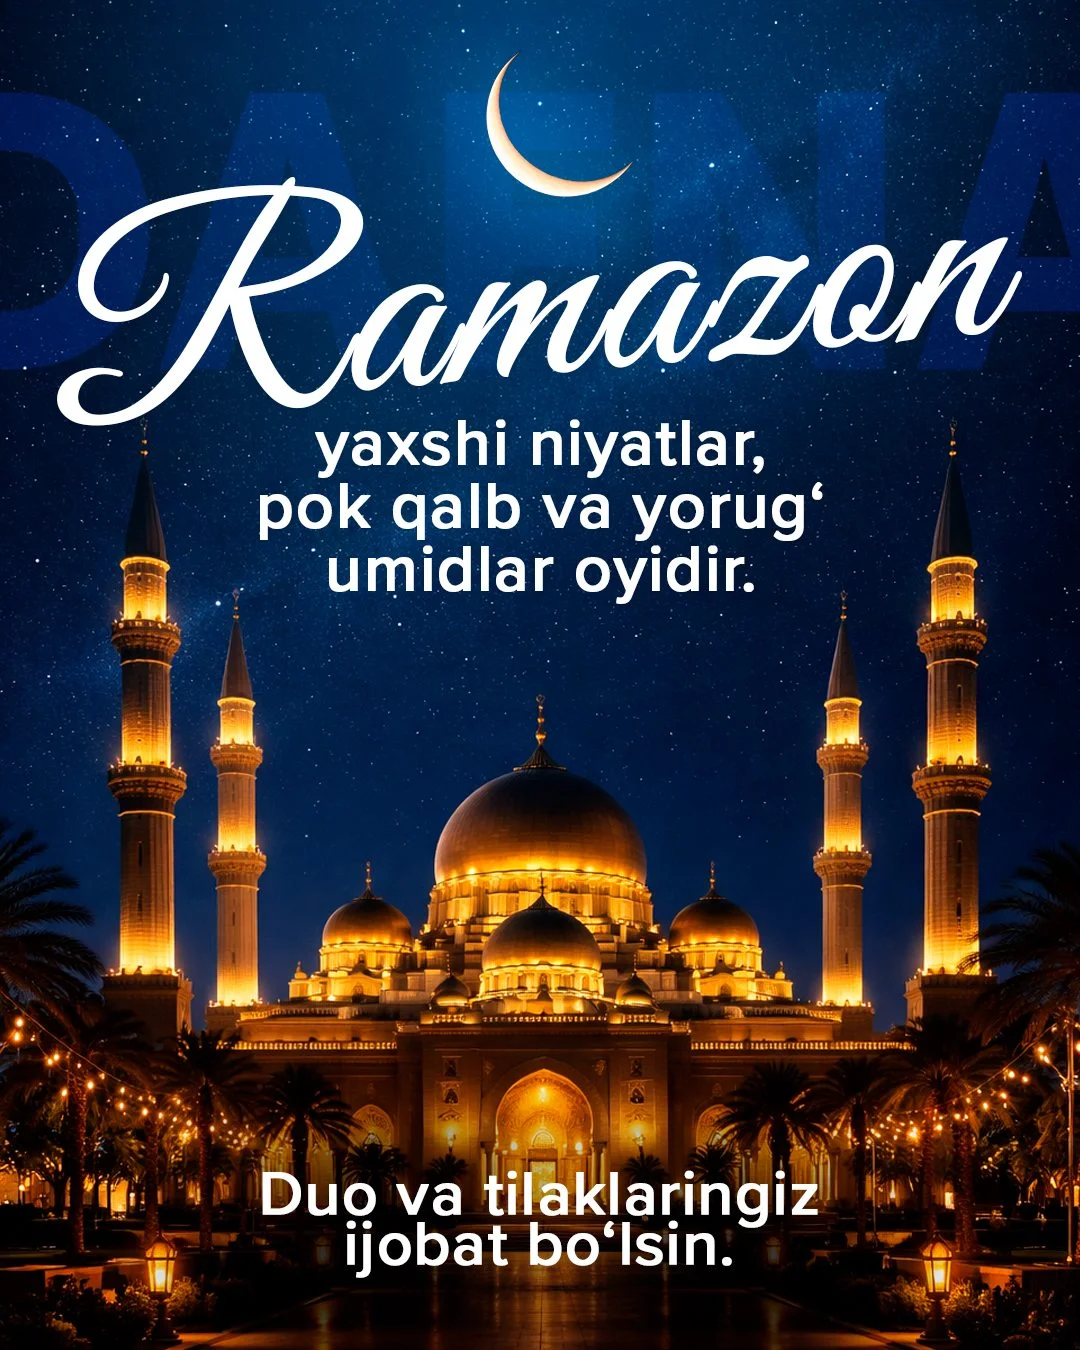 Ramazon
yaxshi niyatlar,
pok qalb va yorug‘
umidlar oyidir.
Duo va tilaklaringiz
ijobat bo‘lsin.